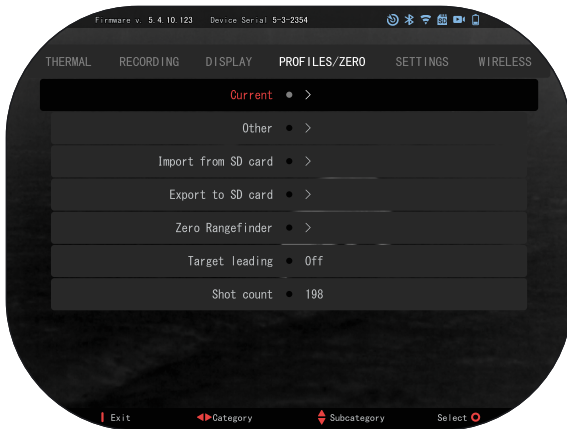 Firmware v. 5.4.10.123 Device Serial 5-3-2354
THERMAL RECORDING DISPLAY PROFILES/ZERO SETTINGS WIRELESS
Current >
Other >
Import from SD card >
Export to SD card >
Zero Rangefinder >
Target leading Off
Shot count 198
Exit Category Subcategory Select